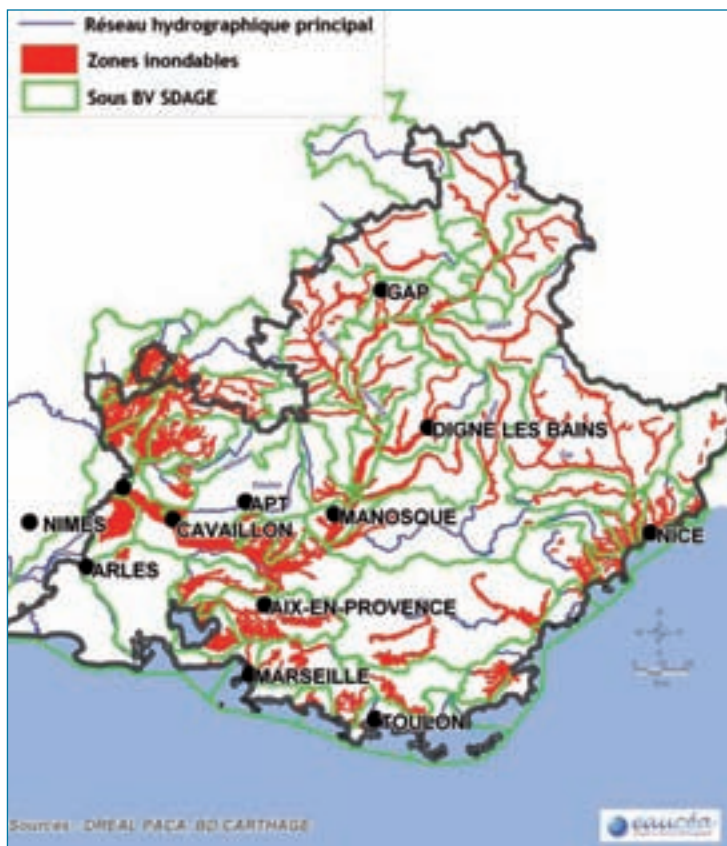 Réseau hydrographique principal
Zones inondables
Sous BV SDAGE
GAP
DIGNE LES BAINS
APT
NIMES
CAVAILLON
MANOSQUE
NICE
ARLES
AIX-EN-PROVENCE
MARSEILLE
TOULON
Sources : DREAL PACA, BD CARTHAGE
eaucéa